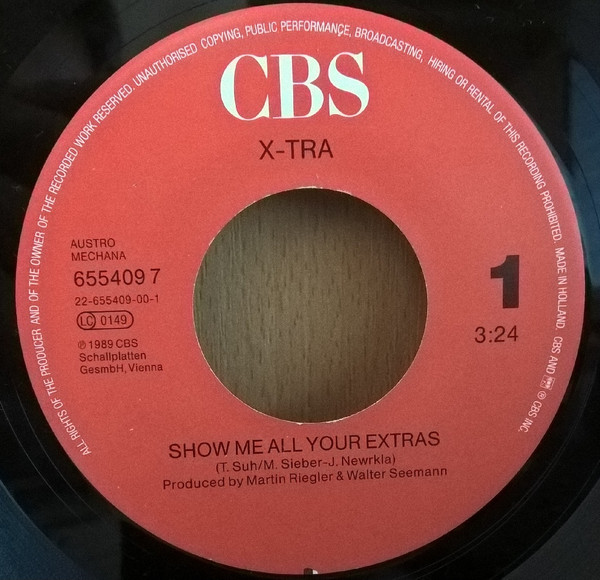 ALL RIGHTS OF THE PRODUCER AND OF THE OWNER OF THE RECORDED WORK RESERVED. UNAUTHORISED COPYING, PUBLIC PERFORMANCE, BROADCASTING, HIRING OR RENTAL OF THIS RECORDING PROHIBITED. MADE IN HOLLAND. CBS AND ® CBS INC.
CBS
X-TRA
AUSTRO
MECHANA
655409 7
22-655409-00-1
LC 0149
℗ 1989 CBS
Schallplatten
GesmbH, Vienna
1
3:24
SHOW ME ALL YOUR EXTRAS
(T. Suh/M. Sieber-J. Newrkla)
Produced by Martin Riegler & Walter Seemann